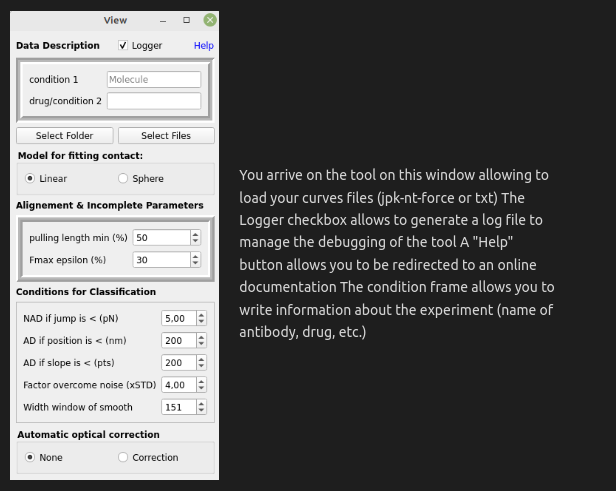 View
Data Description Logger Help
condition 1 Molecule
drug/condition 2
Select Folder Select Files
Model for fitting contact:
Linear Sphere
Alignement & Incomplete Parameters
pulling length min (%) 50
Fmax epsilon (%) 30
Conditions for Classification
NAD if jump is < (pN) 5,00
AD if position is < (nm) 200
AD if slope is < (pts) 200
Factor overcome noise (xSTD) 4,00
Width window of smooth 151
Automatic optical correction
None Correction
You arrive on the tool on this window allowing to
load your curves files (jpk-nt-force or txt) The
Logger checkbox allows to generate a log file to
manage the debugging of the tool A "Help"
button allows you to be redirected to an online
documentation The condition frame allows you to
write information about the experiment (name of
antibody, drug, etc.)